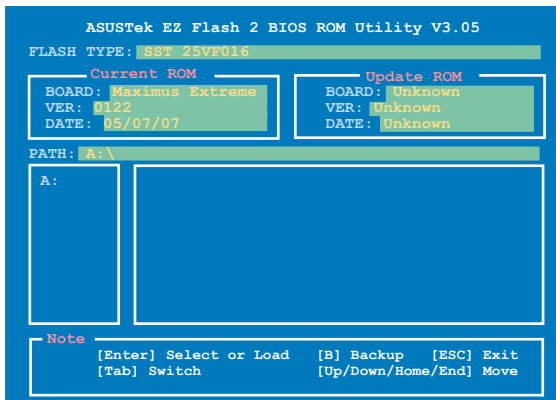 ASUSTek EZ Flash 2 BIOS ROM Utility V3.05
FLASH TYPE: SST 25VF016
Current ROM
BOARD: Maximus Extreme
VER: 0122
DATE: 05/07/07
Update ROM
BOARD: Unknown
VER: Unknown
DATE: Unknown
PATH: A:\
A:
Note
[Enter] Select or Load [B] Backup [ESC] Exit
[Tab] Switch [Up/Down/Home/End] Move